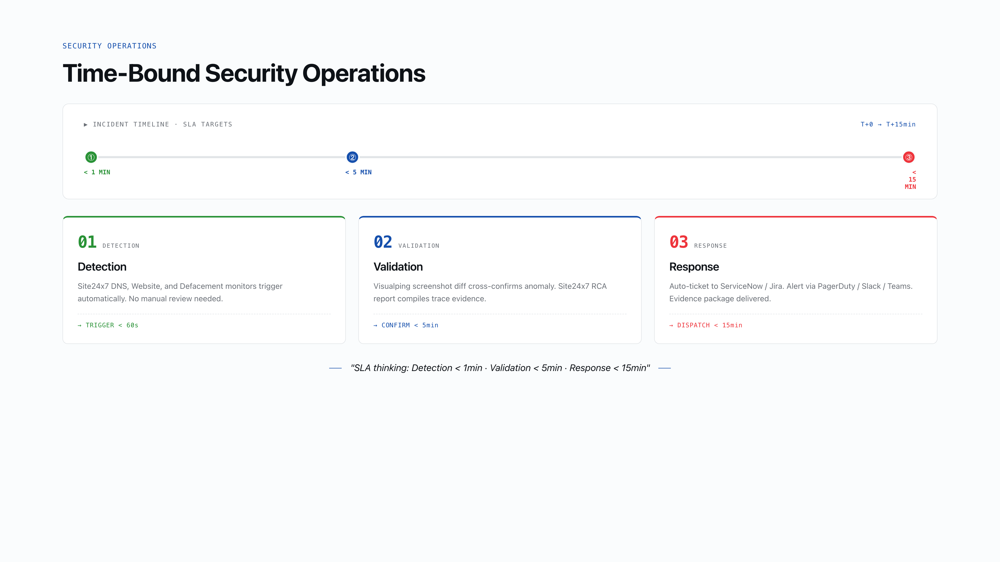 SECURITY OPERATIONS
Time-Bound Security Operations
▶ INCIDENT TIMELINE · SLA TARGETS
T+0 → T+15min
① ② ③
< 1 MIN
< 5 MIN
<
15
MIN
01 DETECTION
Detection
Site24x7 DNS, Website, and Defacement monitors trigger
automatically. No manual review needed.
→ TRIGGER < 60s
02 VALIDATION
Validation
Visualping screenshot diff cross-confirms anomaly. Site24x7 RCA
report compiles trace evidence.
→ CONFIRM < 5min
03 RESPONSE
Response
Auto-ticket to ServiceNow / Jira. Alert via PagerDuty / Slack / Teams.
Evidence package delivered.
→ DISPATCH < 15min
"SLA thinking: Detection < 1min · Validation < 5min · Response < 15min"